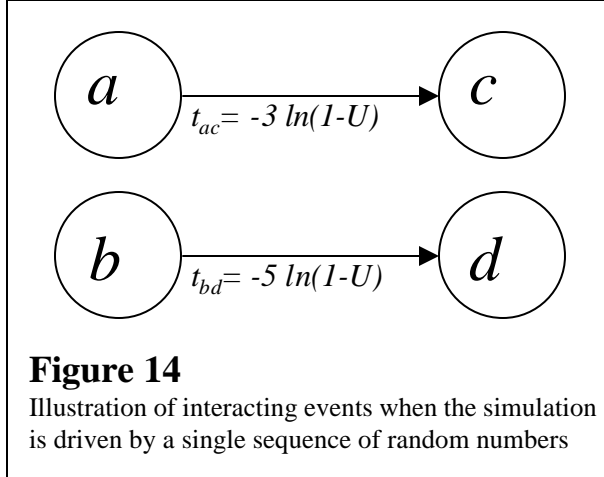 a
c
t_ac= -3 ln(1-U)
b
d
t_bd= -5 ln(1-U)
Figure 14
Illustration of interacting events when the simulation
is driven by a single sequence of random numbers